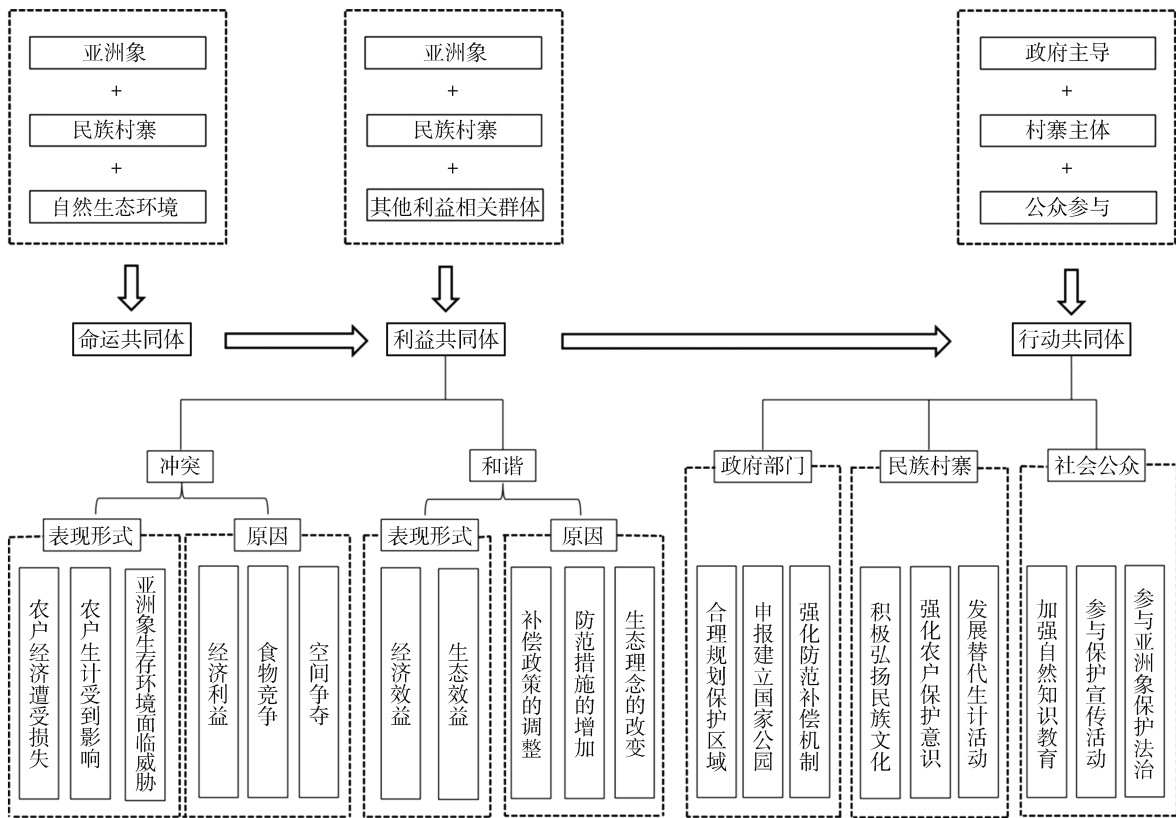 亚洲象
+
民族村寨
+
自然生态环境
亚洲象
+
民族村寨
+
其他利益相关群体
政府主导
+
村寨主体
+
公众参与
命运共同体
利益共同体
行动共同体
冲突
和谐
政府部门
民族村寨
社会公众
表现形式
原因
表现形式
原因
农户经济遭受损失
农户生计受到影响
亚洲象生存环境面临威胁
经济利益
食物竞争
空间争夺
经济效益
生态效益
补偿政策的调整
防范措施的增加
生态理念的改变
合理规划保护区域
申报建立国家公园
强化防范补偿机制
积极弘扬民族文化
强化农户保护意识
发展替代生计活动
加强自然知识教育
参与保护宣传活动
参与亚洲象保护法治